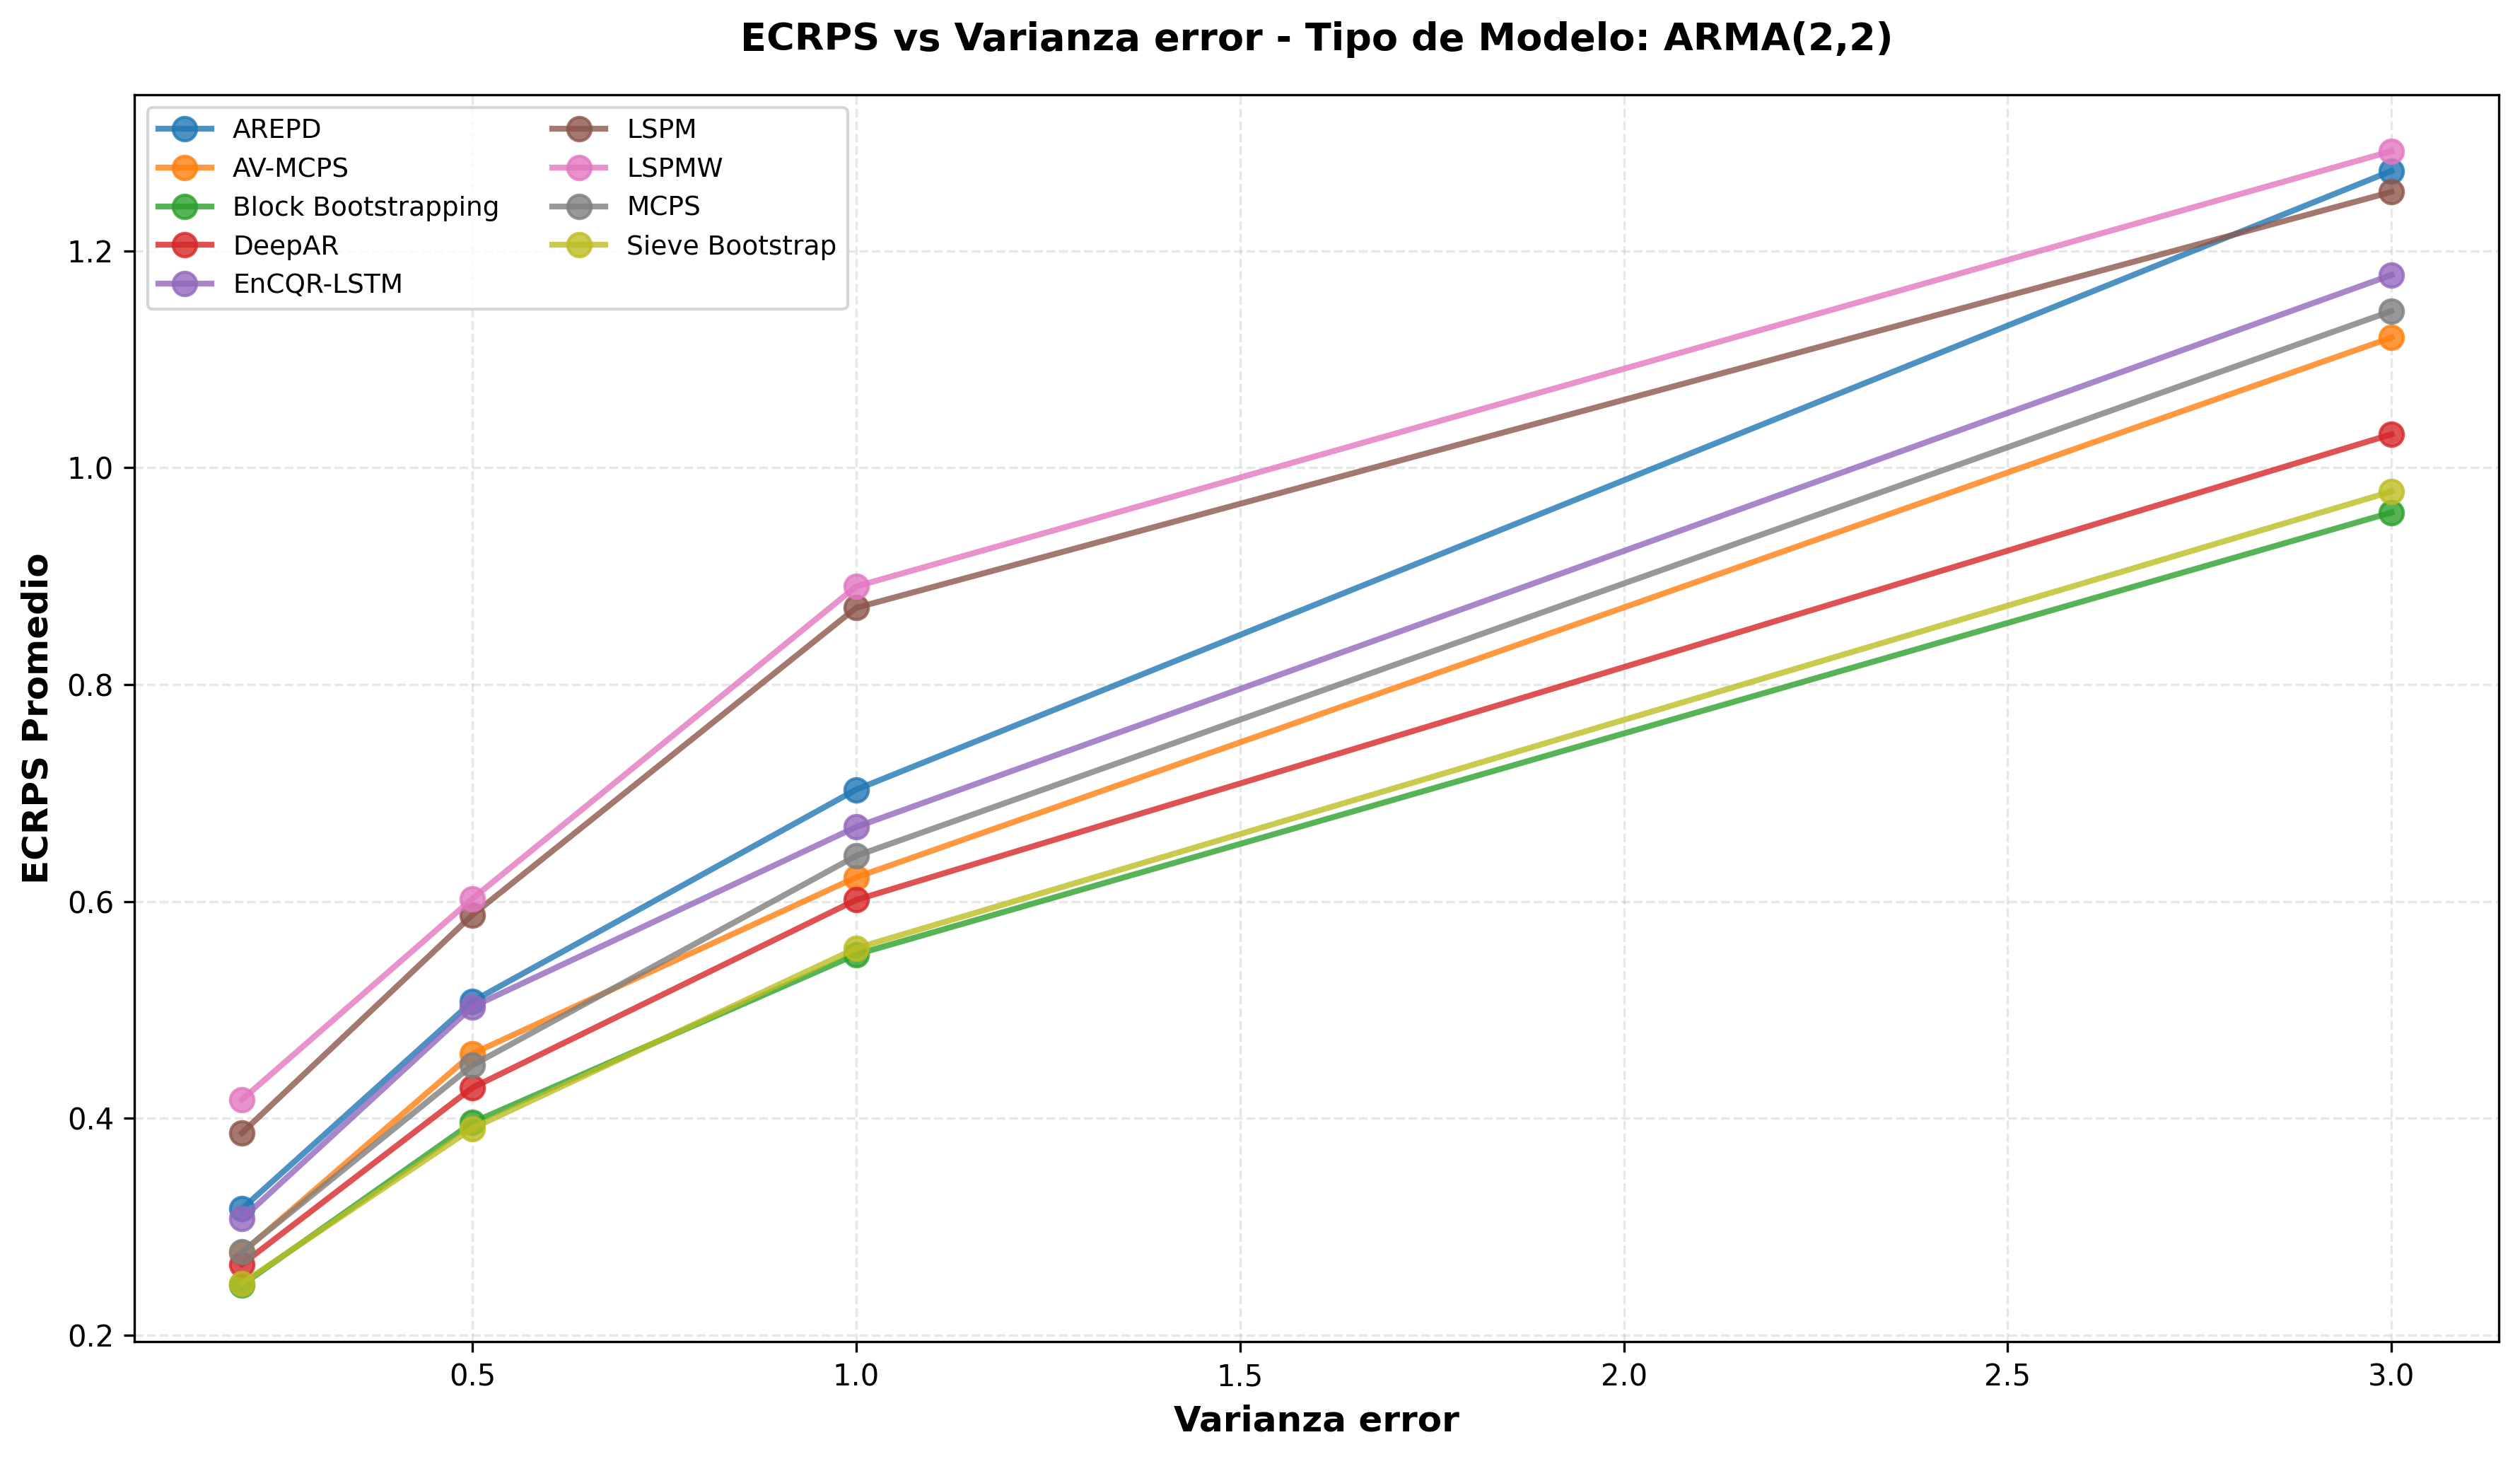 ECRPS vs Varianza error - Tipo de Modelo: ARMA(2,2)
AREPD
AV-MCPS
Block Bootstrapping
DeepAR
EnCQR-LSTM
LSPM
LSPMW
MCPS
Sieve Bootstrap
ECRPS Promedio
1.2
1.0
0.8
0.6
0.4
0.2
0.5
1.0
1.5
2.0
2.5
3.0
Varianza error